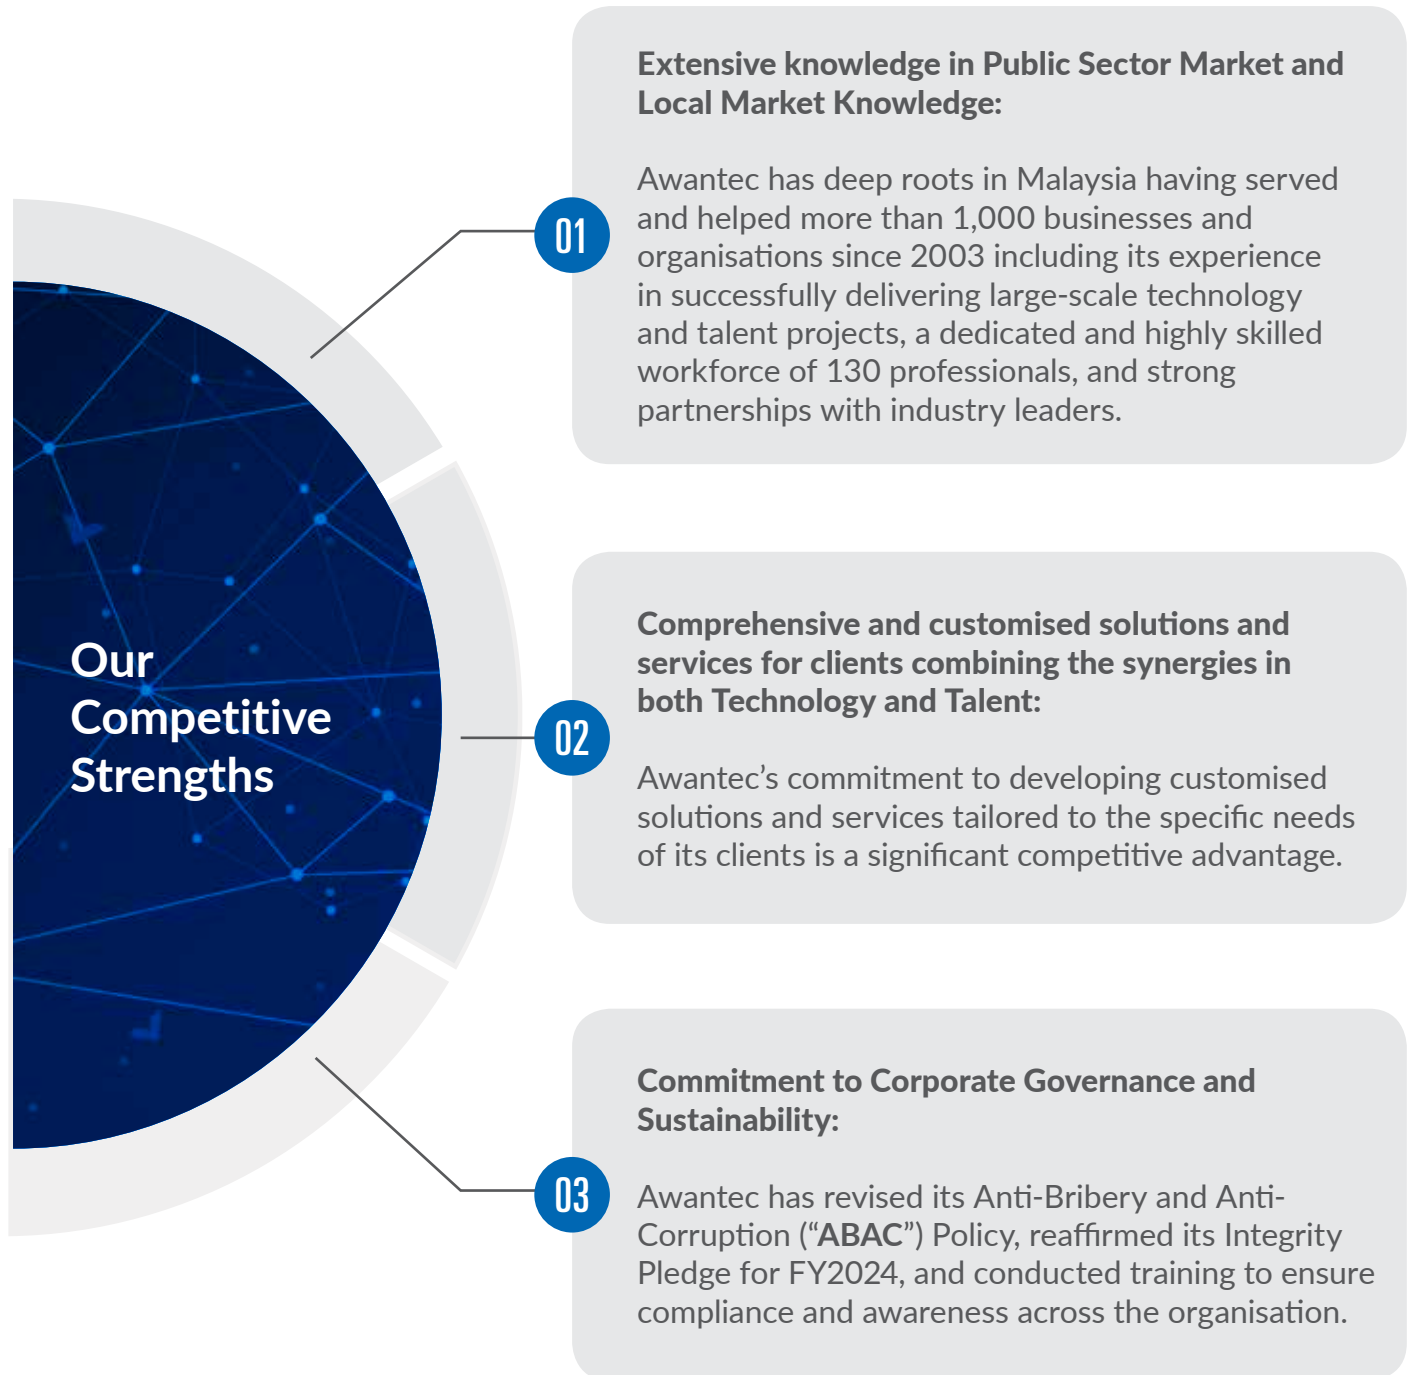 Extensive knowledge in Public Sector Market and
Local Market Knowledge:
Awantec has deep roots in Malaysia having served
and helped more than 1,000 businesses and
organisations since 2003 including its experience
in successfully delivering large-scale technology
and talent projects, a dedicated and highly skilled
workforce of 130 professionals, and strong
partnerships with industry leaders.
01
Our
Competitive
Strengths
Comprehensive and customised solutions and
services for clients combining the synergies in
both Technology and Talent:
Awantec’s commitment to developing customised
solutions and services tailored to the specific needs
of its clients is a significant competitive advantage.
02
Commitment to Corporate Governance and
Sustainability:
Awantec has revised its Anti-Bribery and Anti-
Corruption (“ABAC”) Policy, reaffirmed its Integrity
Pledge for FY2024, and conducted training to ensure
compliance and awareness across the organisation.
03